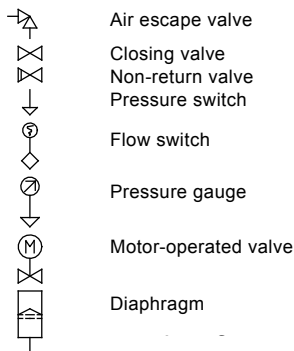 Air escape valve
Closing valve
Non-return valve
Pressure switch
Flow switch
Pressure gauge
M Motor-operated valve
Diaphragm